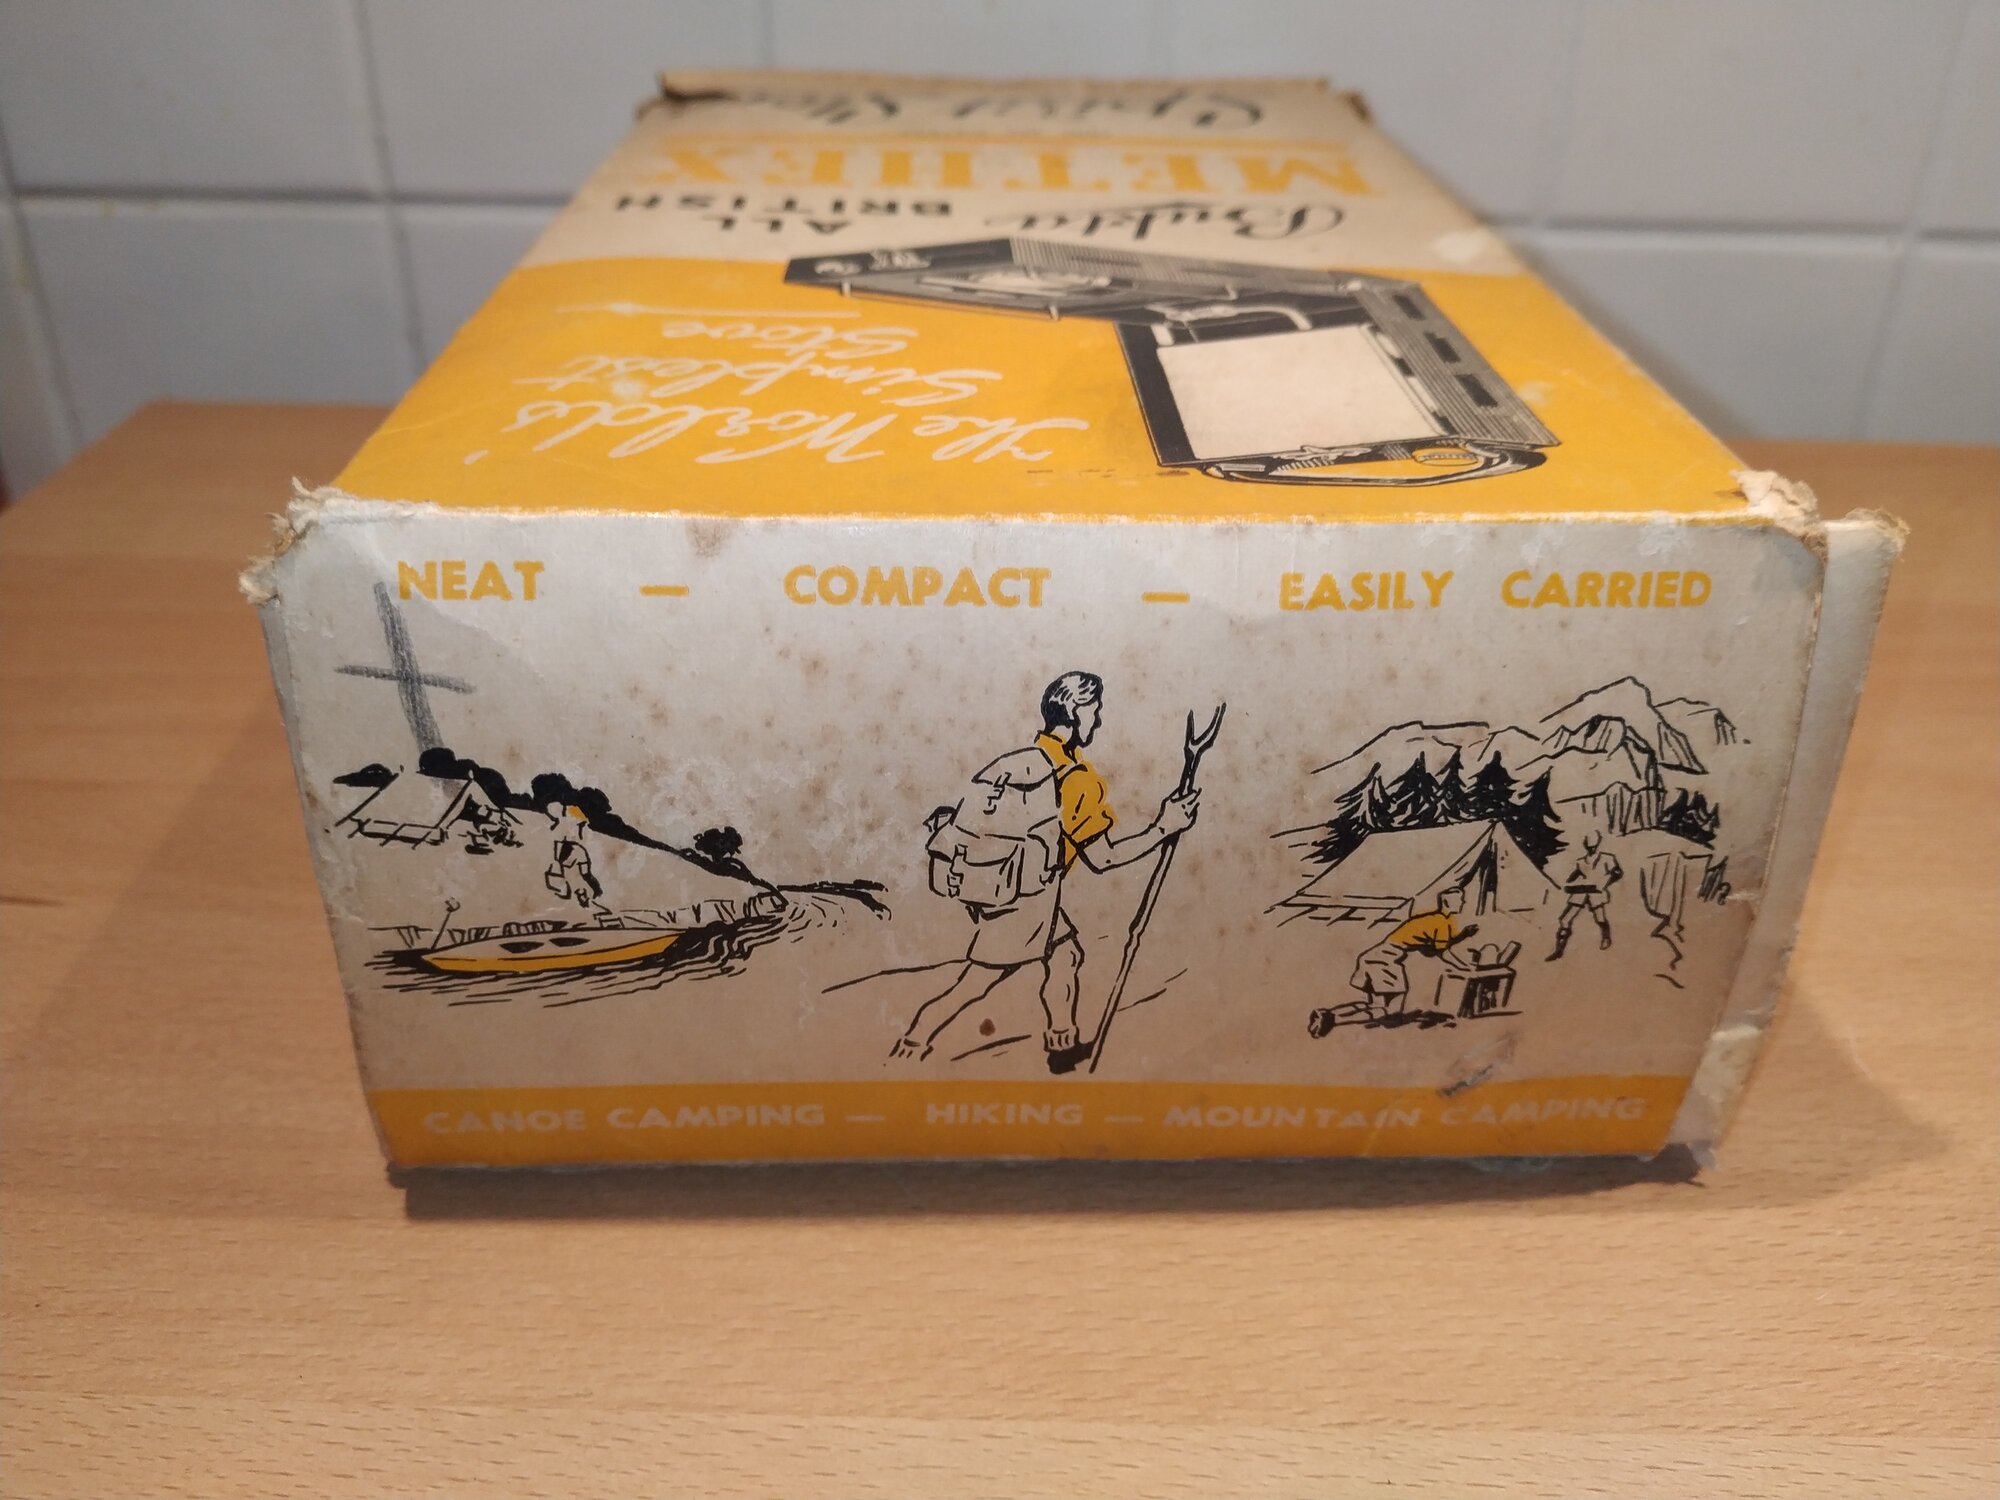 Spirit Stove
METHEX
Bukta ALL
BRITISH
The World's
Simplest
Stove
NEAT — COMPACT — EASILY CARRIED
CANOE CAMPING — HIKING — MOUNTAIN CAMPING